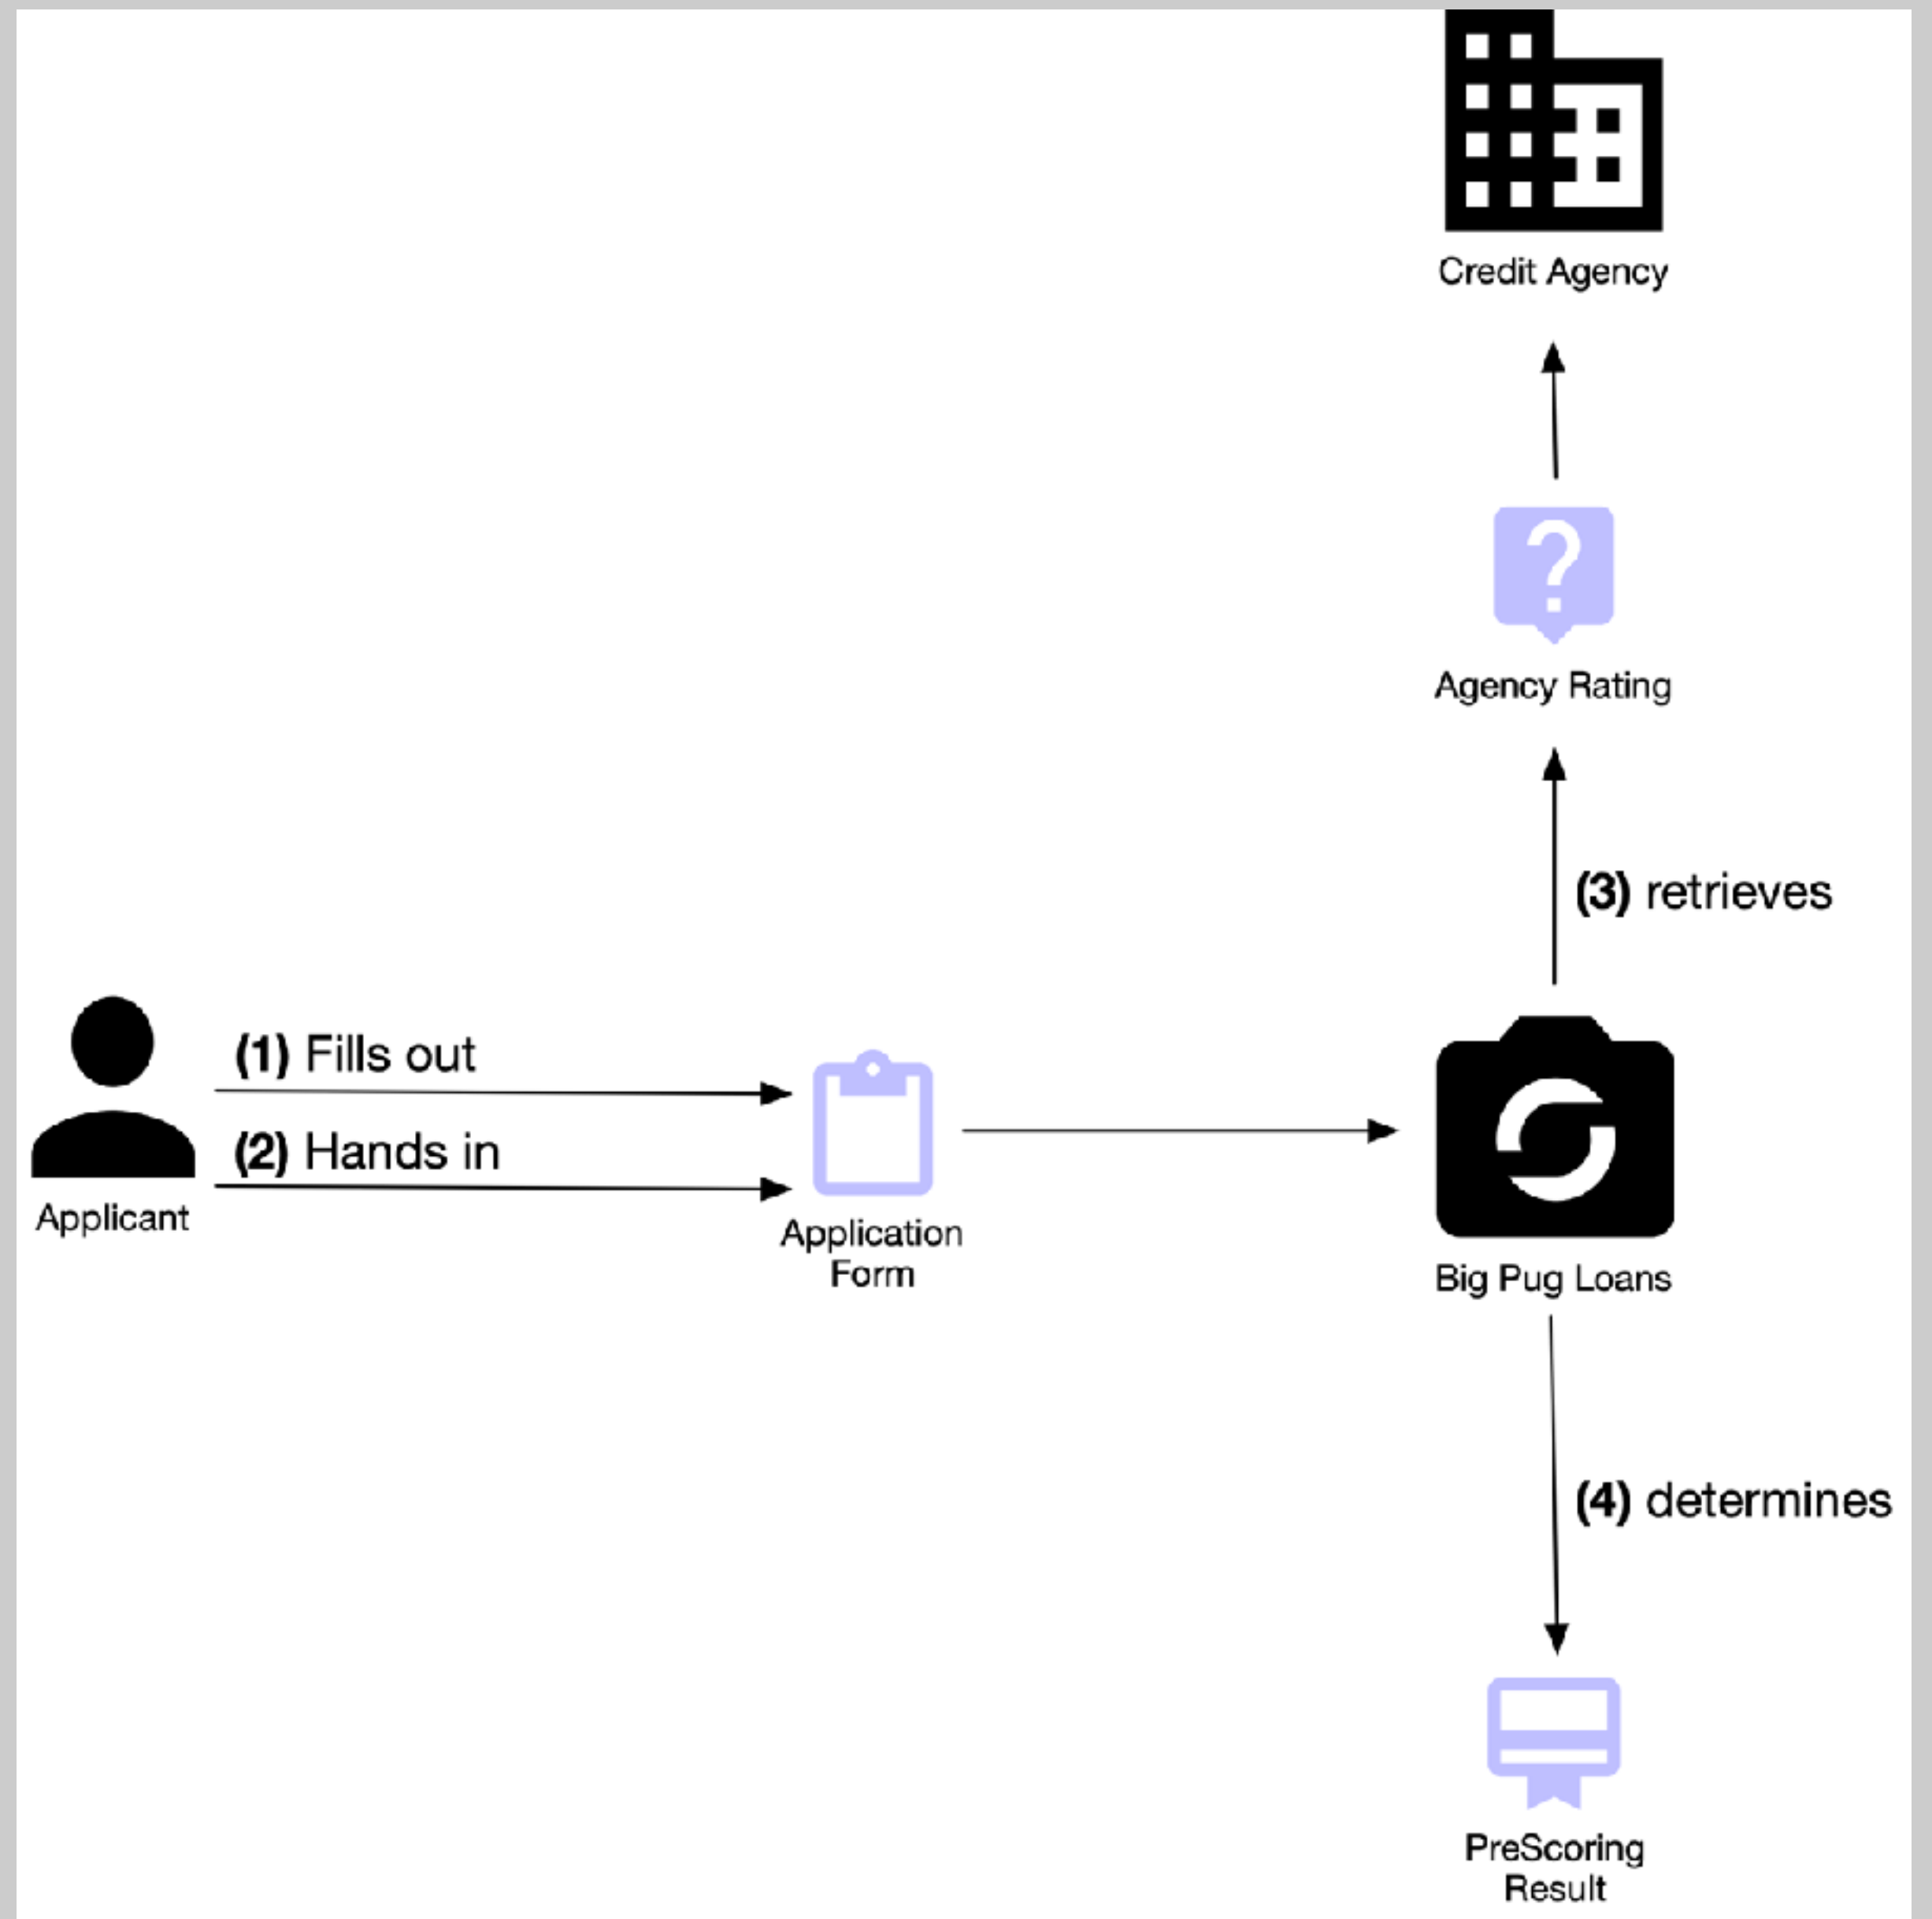 Credit Agency
?
Agency Rating
(3) retrieves
(1) Fills out
(2) Hands in
Applicant
Application
Form
Big Pug Loans
(4) determines
PreScoring
Result